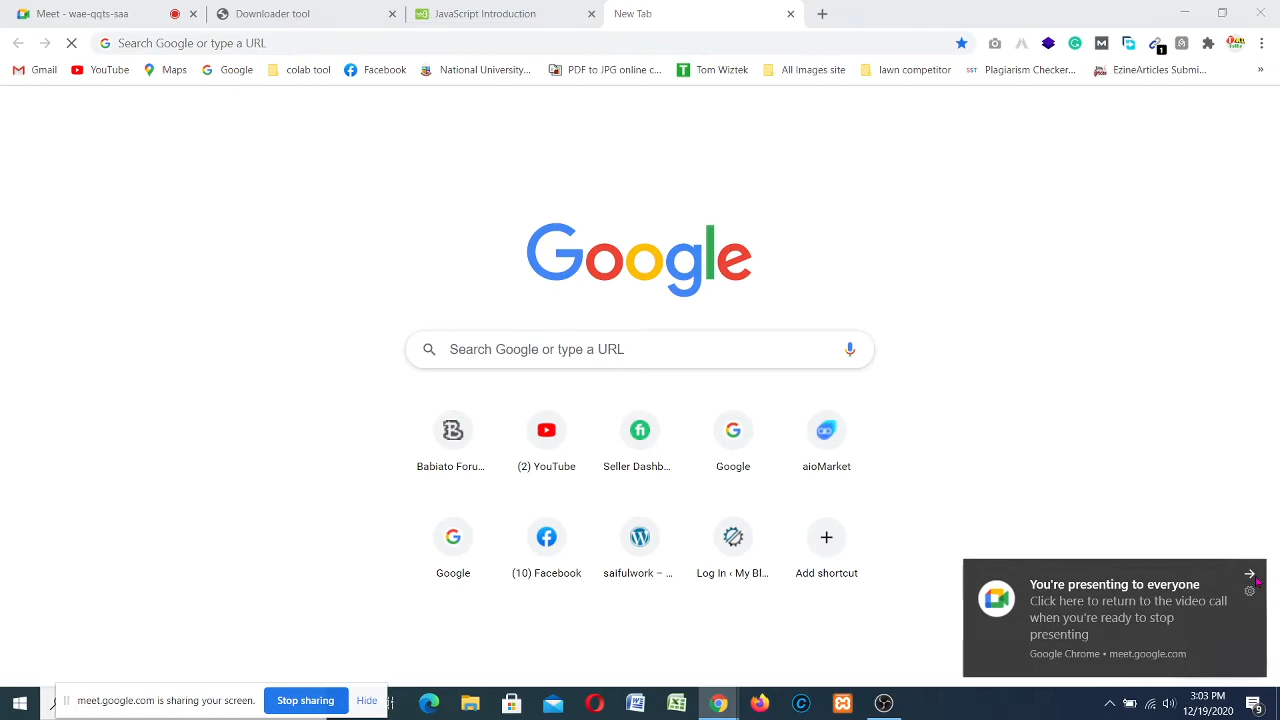 Meet - wae-qqts-saa
Downloader tool
JavaScript Introduction
New Tab
Search Google or type a URL
1
Gmail
YouTube
Maps
Google
colab tool
Facebook
National University...
PDF to JPG online c...
T
Tom Wiztek
All Images site
lawn competitor
SST
Plagiarism Checker...
EzineArticles Submi...
Google
Search Google or type a URL
Babiato Foru...
(2) YouTube
Seller Dashb...
Google
aioMarket
Google
(10) Facebook
saifulwork – ...
Log In ‹ My Bl...
Add shortcut
You're presenting to everyone
Click here to return to the video call
when you're ready to stop
presenting
Google Chrome • meet.google.com
meet.google.com is sharing your screen.
Stop sharing
Hide
3:03 PM
12/19/2020
9